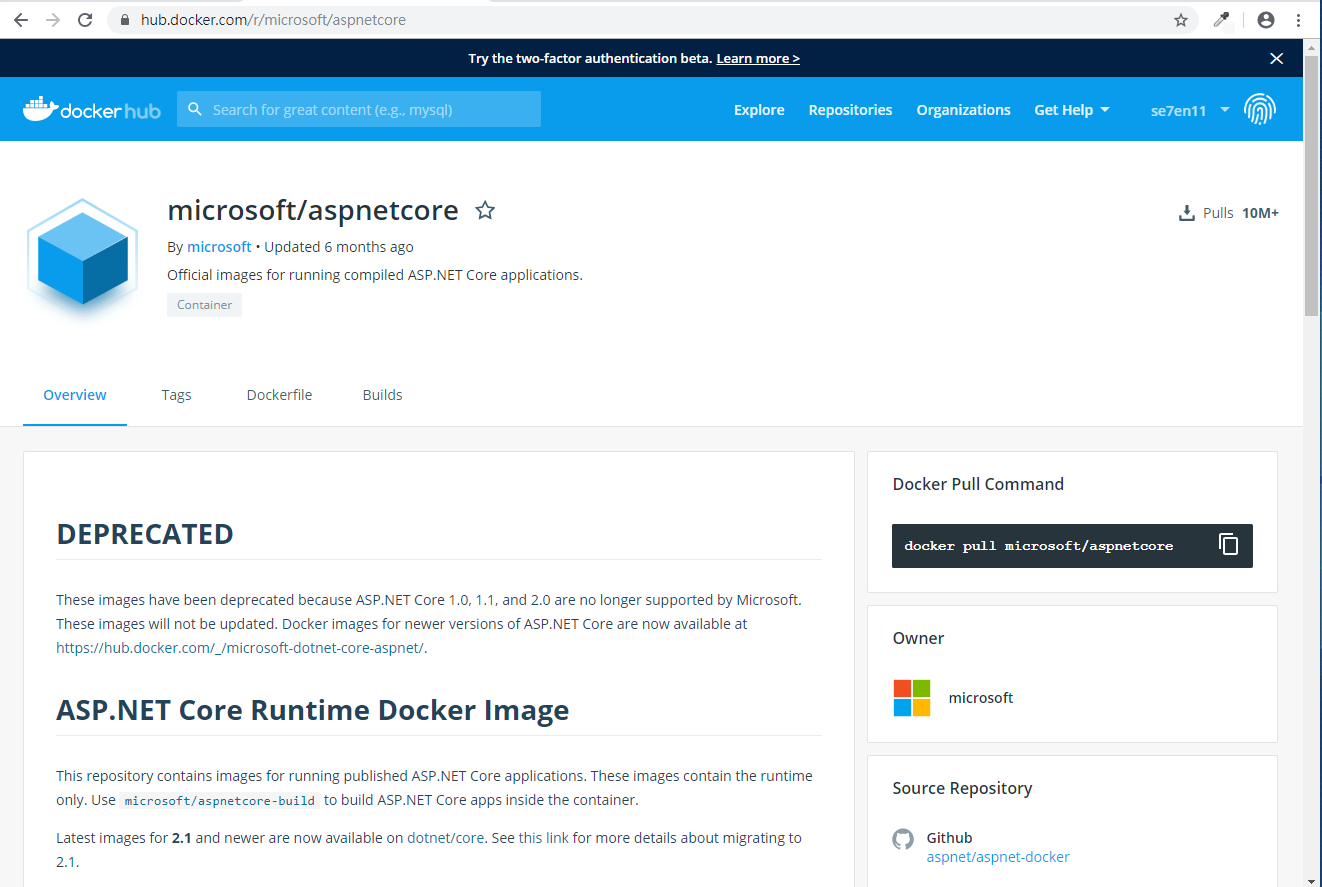 hub.docker.com/r/microsoft/aspnetcore
Try the two-factor authentication beta. Learn more >
dockerhub
Search for great content (e.g., mysql)
Explore
Repositories
Organizations
Get Help
se7en11
microsoft/aspnetcore
Pulls 10M+
By microsoft • Updated 6 months ago
Official images for running compiled ASP.NET Core applications.
Container
Overview
Tags
Dockerfile
Builds
DEPRECATED
These images have been deprecated because ASP.NET Core 1.0, 1.1, and 2.0 are no longer supported by Microsoft.
These images will not be updated. Docker images for newer versions of ASP.NET Core are now available at
https://hub.docker.com/_/microsoft-dotnet-core-aspnet/.
ASP.NET Core Runtime Docker Image
This repository contains images for running published ASP.NET Core applications. These images contain the runtime
only. Use microsoft/aspnetcore-build to build ASP.NET Core apps inside the container.
Latest images for 2.1 and newer are now available on dotnet/core. See this link for more details about migrating to
2.1.
Docker Pull Command
docker pull microsoft/aspnetcore
Owner
microsoft
Source Repository
Github
aspnet/aspnet-docker